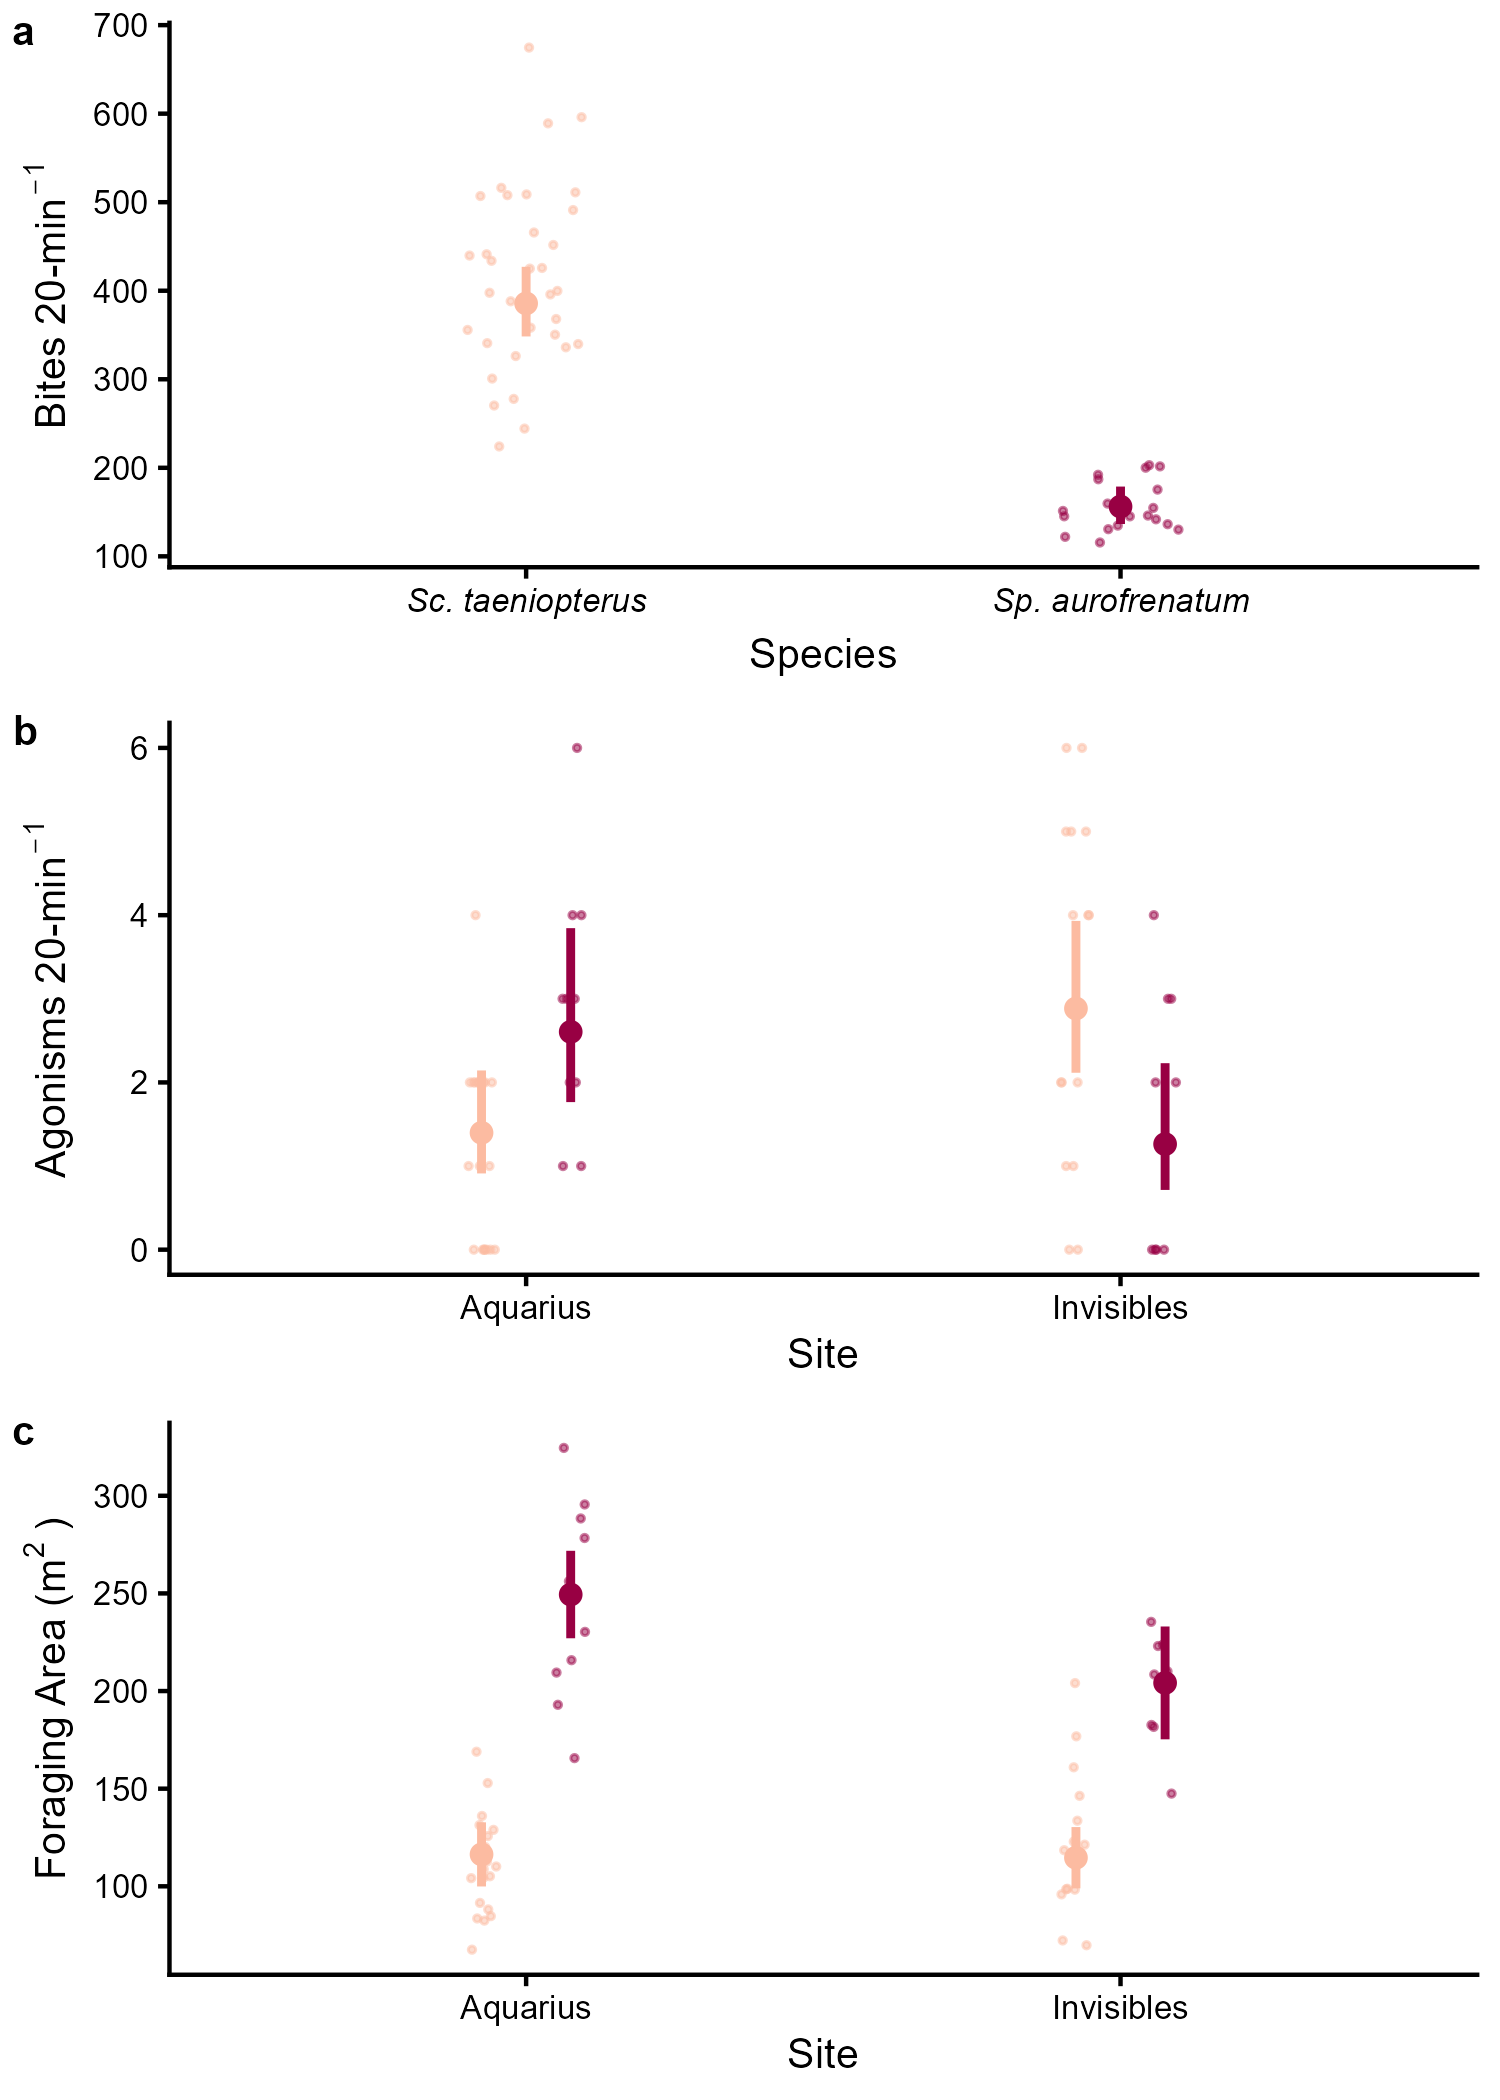 a
Bites 20-min⁻¹
700
600
500
400
300
200
100
Sc. taeniopterus
Sp. aurofrenatum
Species
b
Agonisms 20-min⁻¹
6
4
2
0
Aquarius
Invisibles
Site
c
Foraging Area (m²)
300
250
200
150
100
Aquarius
Invisibles
Site